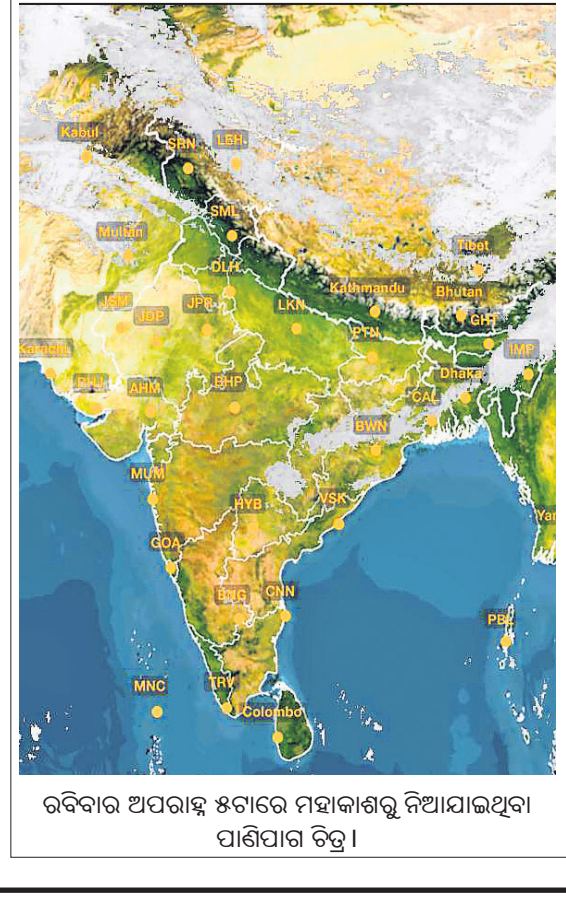 Kabul
SRN
LEH
SML
Multan
Tibet
DLH
Kathmandu
Bhutan
JSM
JDP
JPR
LKN
GHT
PTN
Karachi
IMP
BHJ
AHM
BHP
Dhaka
CAL
BWN
MUM
HYB
VSK
Yan
GOA
BNG
CNN
PBL
MNC
TRV
Colombo
ରବିବାର ଅପରାହ୍ନ ୫ଟାରେ ମହାକାଶରୁ ନିଆଯାଇଥିବା
ପାଣିପାଗ ଚିତ୍ର।